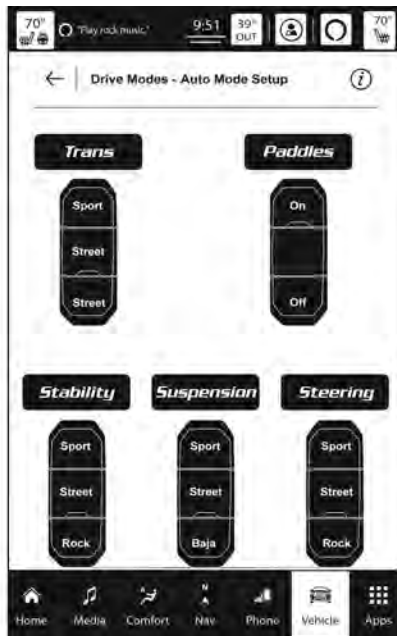 70° "Play rock music." 9:51 39° OUT 70°
Drive Modes - Auto Mode Setup
Trans Paddles
Sport On
Street
Street Off
Stability Suspension Steering
Sport Sport Sport
Street Street Street
Rock Baja Rock
Home Media Comfort Nav Phone Vehicle Apps